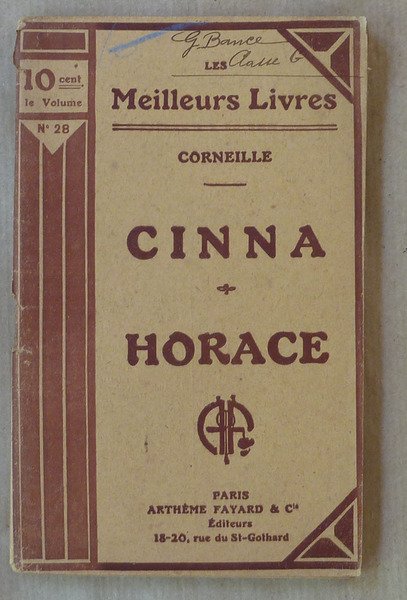 10 cent
le Volume
N° 28
G. Bance
Classe G
LES
Meilleurs Livres
CORNEILLE
CINNA
HORACE
PARIS
ARTHÈME FAYARD & Cie
Éditeurs
18-20, rue du St-Gothard